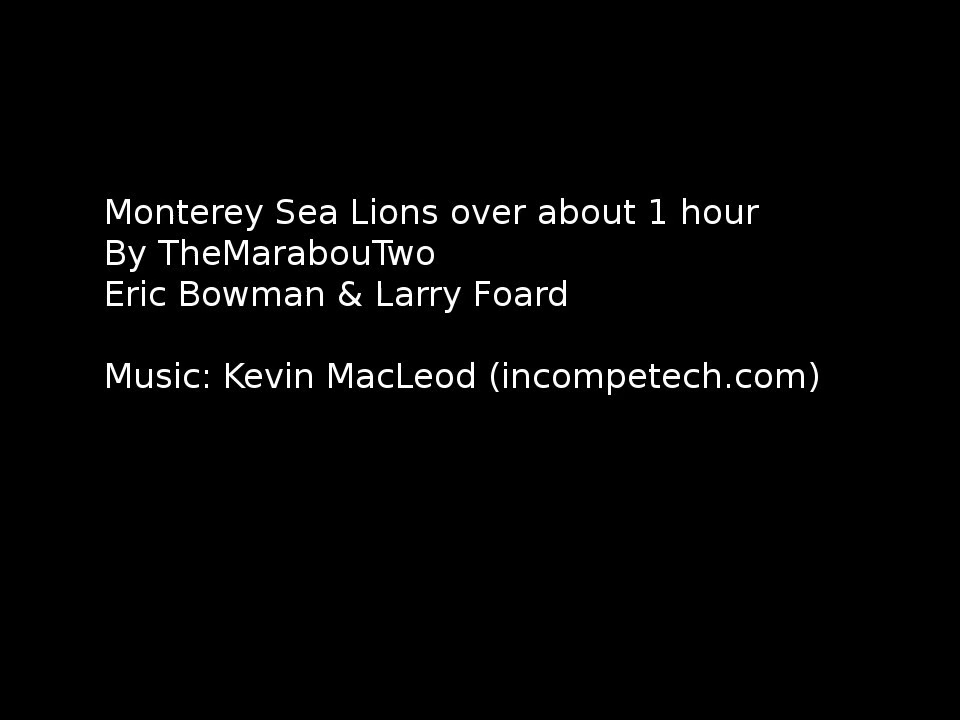 Monterey Sea Lions over about 1 hour
By TheMarabouTwo
Eric Bowman & Larry Foard
Music: Kevin MacLeod (incompetech.com)